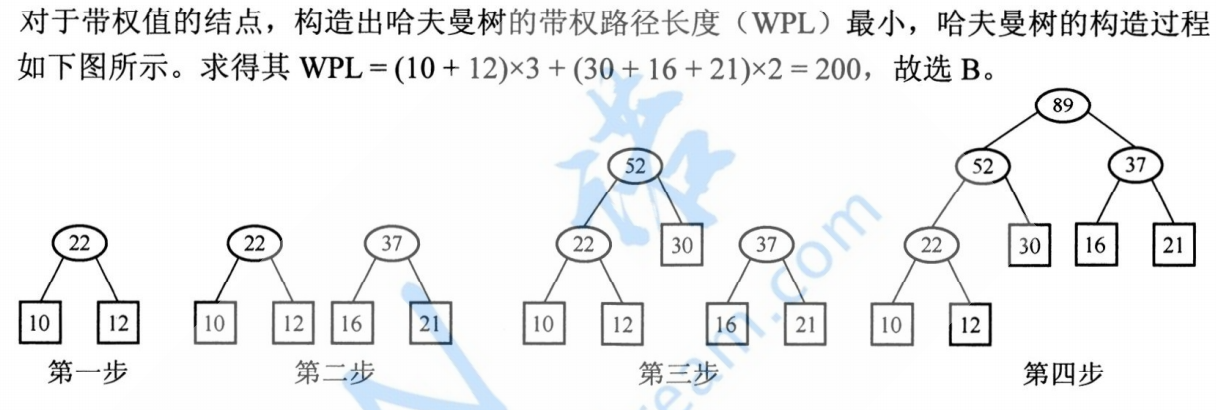 对于带权值的结点，构造出哈夫曼树的带权路径长度（WPL）最小，哈夫曼树的构造过程
如下图所示。求得其 WPL = (10 + 12)×3 + (30 + 16 + 21)×2 = 200，故选 B。
22
10 12
第一步
22 37
10 12 16 21
第二步
52
22 30 37
10 12 16 21
第三步
89
52 37
22 30 16 21
10 12
第四步
eam.com